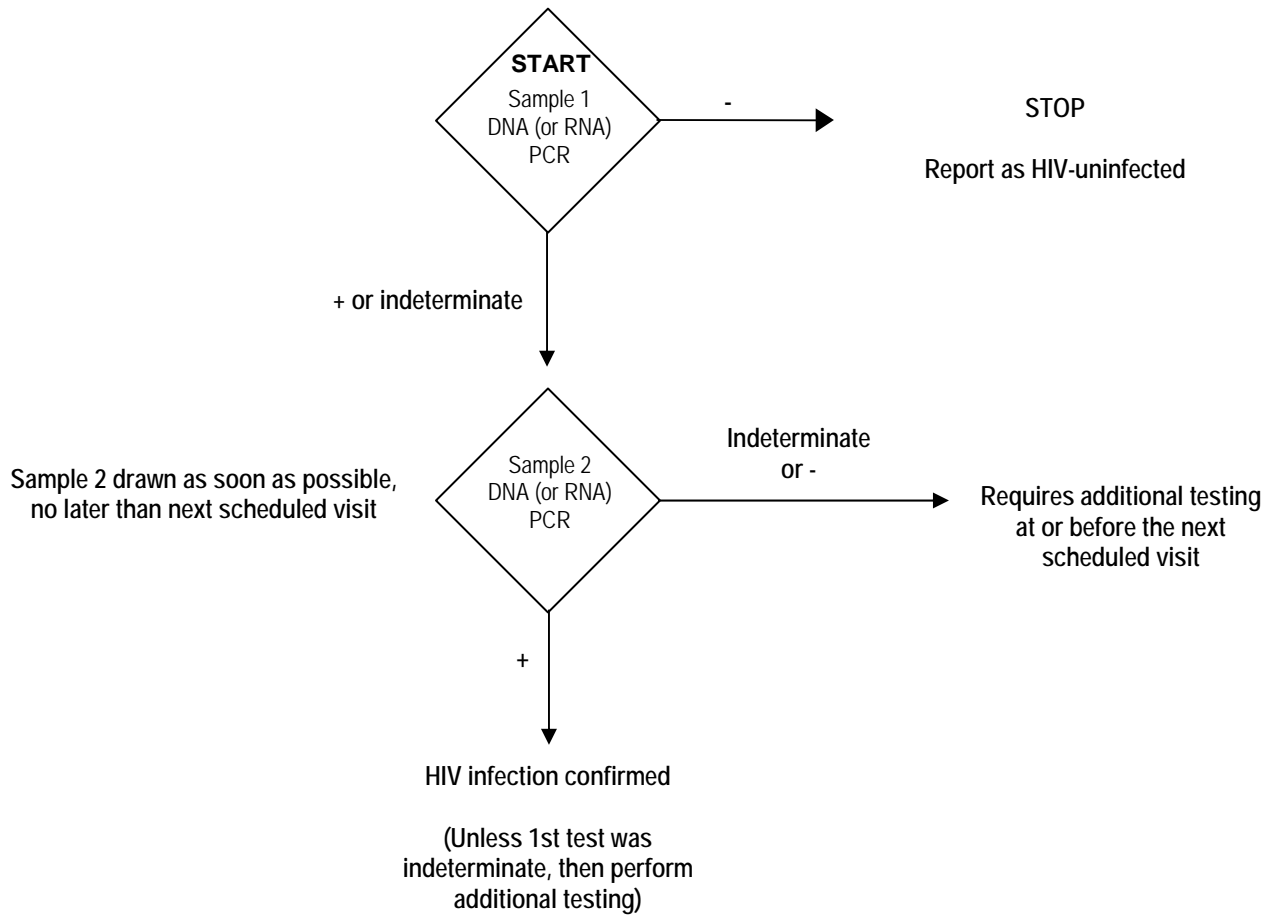 START
Sample 1
DNA (or RNA)
PCR
-
STOP
Report as HIV-uninfected
+ or indeterminate
Sample 2 drawn as soon as possible,
no later than next scheduled visit
Sample 2
DNA (or RNA)
PCR
Indeterminate
or -
Requires additional testing
at or before the next
scheduled visit
+
HIV infection confirmed
(Unless 1st test was
indeterminate, then perform
additional testing)